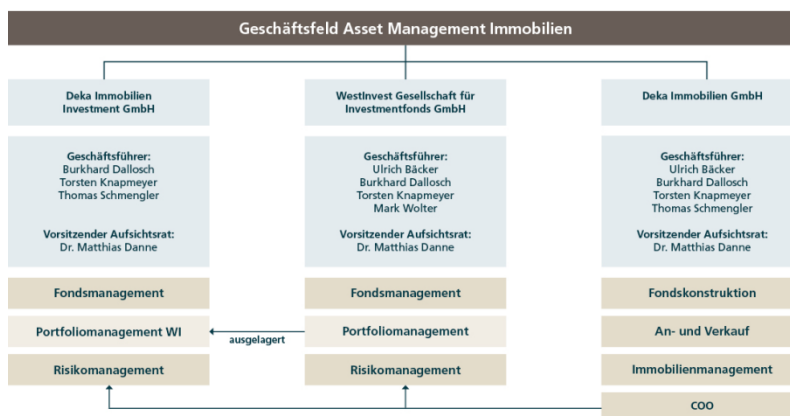 Geschäftsfeld Asset Management Immobilien
Deka Immobilien
Investment GmbH
Geschäftsführer:
Burkhard Dallosch
Torsten Knapmeyer
Thomas Schmengler
Vorsitzender Aufsichtsrat:
Dr. Matthias Danne
Fondsmanagement
Portfoliomanagement WI
Risikomanagement
WestInvest Gesellschaft für
Investmentfonds GmbH
Geschäftsführer:
Ulrich Bäcker
Burkhard Dallosch
Torsten Knapmeyer
Mark Wolter
Vorsitzender Aufsichtsrat:
Dr. Matthias Danne
Fondsmanagement
ausgelagert
Portfoliomanagement
Risikomanagement
Deka Immobilien GmbH
Geschäftsführer:
Ulrich Bäcker
Burkhard Dallosch
Torsten Knapmeyer
Thomas Schmengler
Vorsitzender Aufsichtsrat:
Dr. Matthias Danne
Fondskonstruktion
An- und Verkauf
Immobilienmanagement
COO